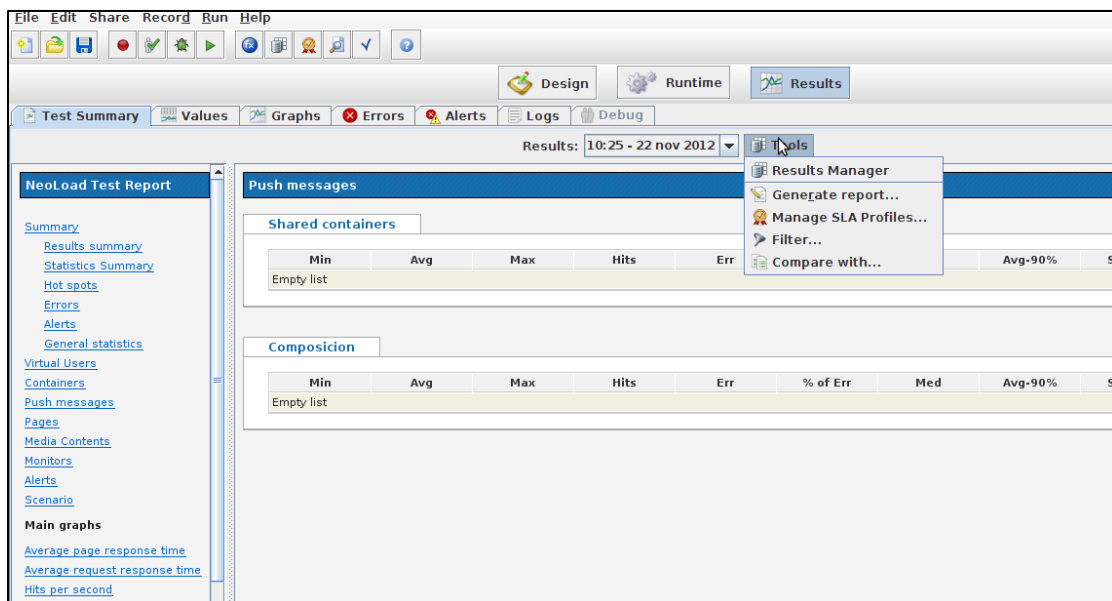 File Edit Share Record Run Help
Design Runtime Results
Test Summary Values Graphs Errors Alerts Logs Debug
Results: 10:25 - 22 nov 2012 Tools
Results Manager
Generate report...
Manage SLA Profiles...
Filter...
Compare with...
NeoLoad Test Report
Summary
Results summary
Statistics Summary
Hot spots
Errors
Alerts
General statistics
Virtual Users
Containers
Push messages
Pages
Media Contents
Monitors
Alerts
Scenario
Main graphs
Average page response time
Average request response time
Hits per second
Push messages
Shared containers
Min Avg Max Hits Err Avg-90%
Empty list
Composicion
Min Avg Max Hits Err % of Err Med Avg-90%
Empty list